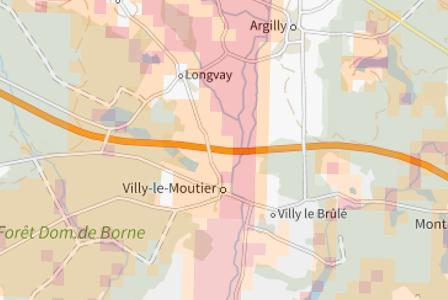 Argilly
Longvay
Villy-le-Moutier
Villy le Brûlé
Forêt Dom. de Borne
Mont